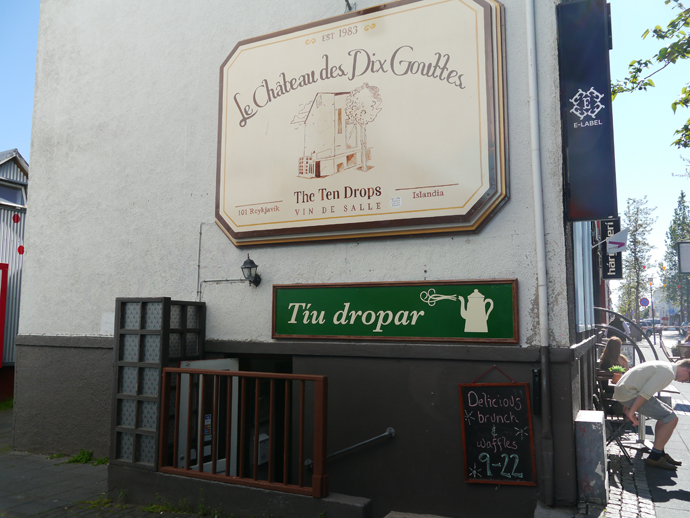 EST 1983
Le Château des Dix Gouttes
The Ten Drops
101 Reykjavík
Islandia
VIN DE SALLE
Tíu dropar
E
E-LABEL
Delicious
brunch
&
waffles
9-22